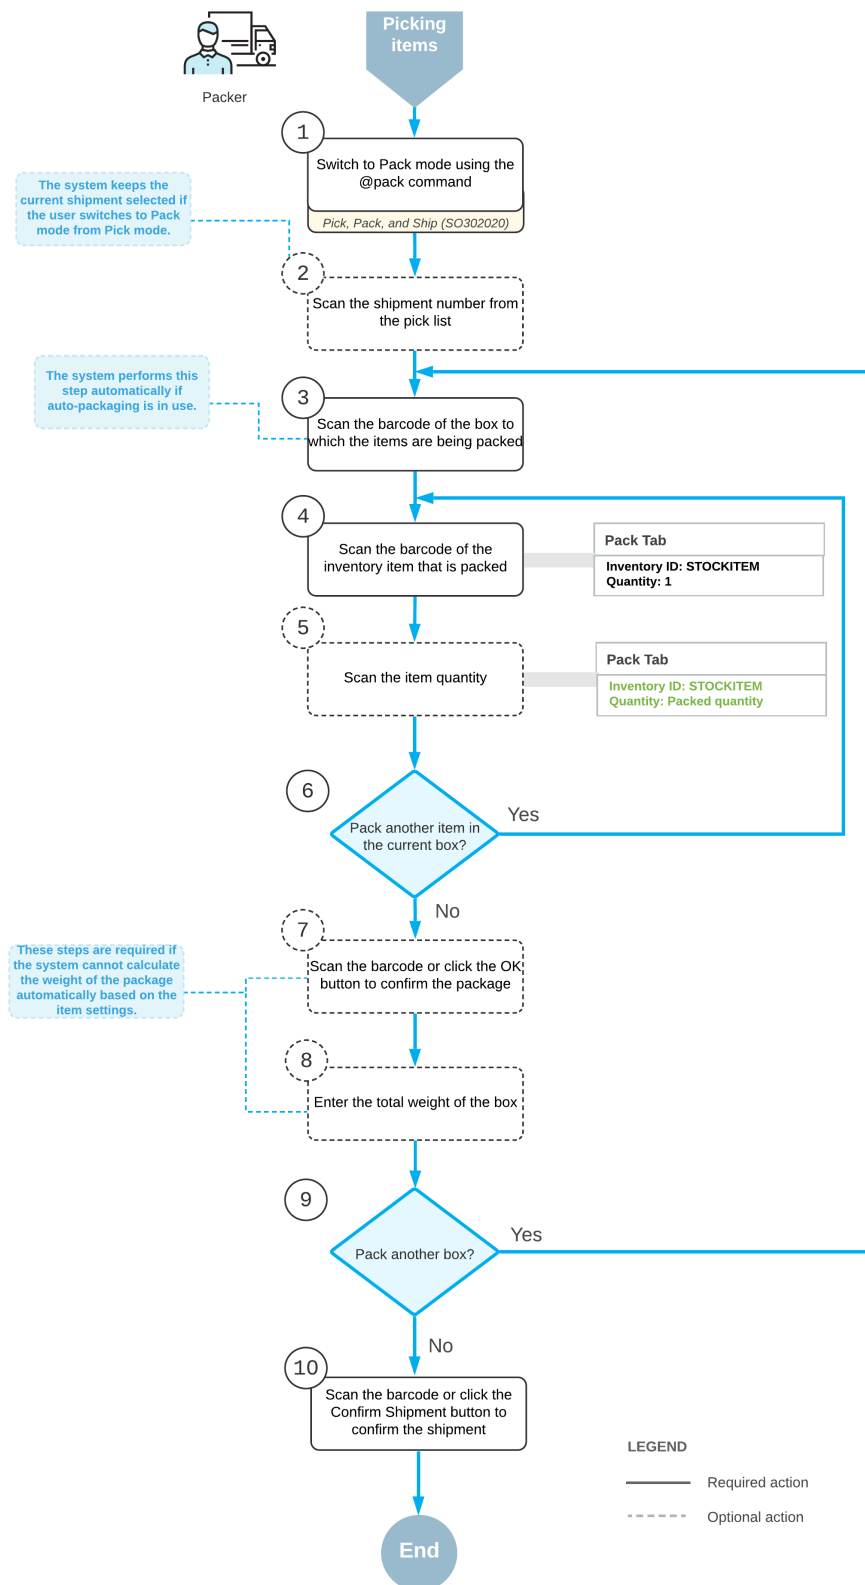 Picking
items
Packer
1
Switch to Pack mode using the
@pack command
Pick, Pack, and Ship (SO302020)
The system keeps the
current shipment selected if
the user switches to Pack
mode from Pick mode.
2
Scan the shipment number from
the pick list
The system performs this
step automatically if
auto-packaging is in use.
3
Scan the barcode of the box to
which the items are being packed
4
Scan the barcode of the
inventory item that is packed
Pack Tab
Inventory ID: STOCKITEM
Quantity: 1
5
Scan the item quantity
Pack Tab
Inventory ID: STOCKITEM
Quantity: Packed quantity
6
Pack another item in
the current box?
Yes
No
7
Scan the barcode or click the OK
button to confirm the package
These steps are required if
the system cannot calculate
the weight of the package
automatically based on the
item settings.
8
Enter the total weight of the box
9
Pack another box?
Yes
No
10
Scan the barcode or click the
Confirm Shipment button to
confirm the shipment
LEGEND
Required action
Optional action
End